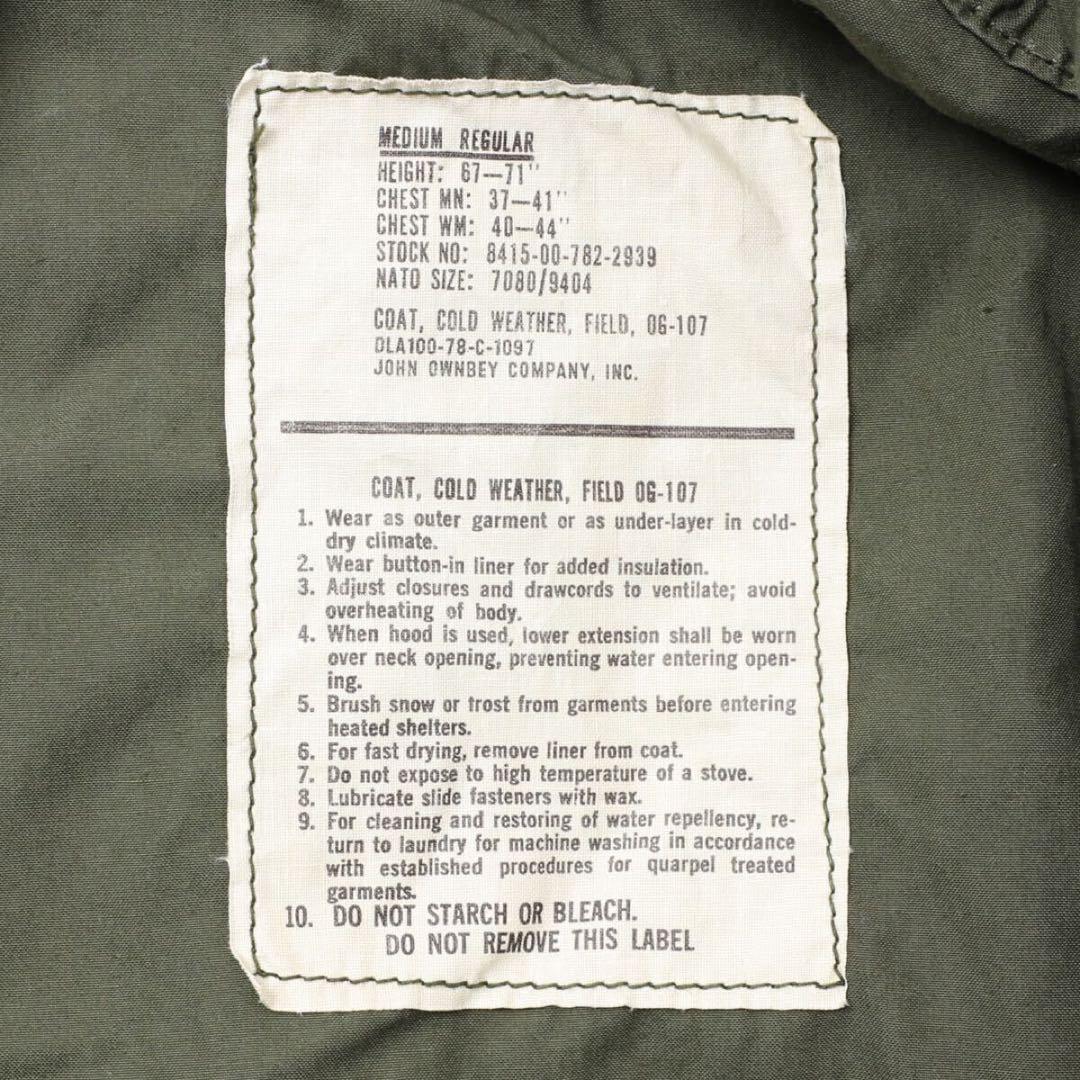 MEDIUM REGULAR
HEIGHT: 67—71"
CHEST MN: 37—41"
CHEST WM: 40—44"
STOCK NO: 8415-00-782-2939
NATO SIZE: 7080/9404
COAT, COLD WEATHER, FIELD, OG-107
DLA100-78-C-1097
JOHN OWNBEY COMPANY, INC.
COAT, COLD WEATHER, FIELD OG-107
1. Wear as outer garment or as under-layer in cold-
dry climate.
2. Wear button-in liner for added insulation.
3. Adjust closures and drawcords to ventilate; avoid
overheating of body.
4. When hood is used, lower extension shall be worn
over neck opening, preventing water entering open-
ing.
5. Brush snow or frost from garments before entering
heated shelters.
6. For fast drying, remove liner from coat.
7. Do not expose to high temperature of a stove.
8. Lubricate slide fasteners with wax.
9. For cleaning and restoring of water repellency, re-
turn to laundry for machine washing in accordance
with established procedures for quarpel treated
garments.
10. DO NOT STARCH OR BLEACH.
DO NOT REMOVE THIS LABEL